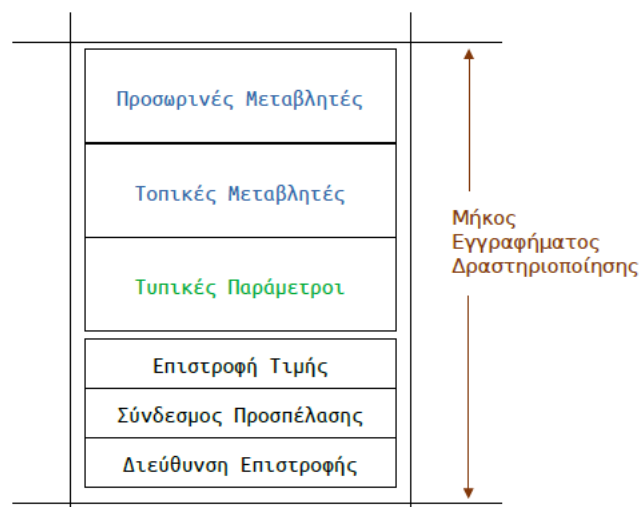 Προσωρινές Μεταβλητές
Τοπικές Μεταβλητές
Τυπικές Παράμετροι
Επιστροφή Τιμής
Σύνδεσμος Προσπέλασης
Διεύθυνση Επιστροφής
Μήκος
Εγγραφήματος
Δραστηριοποίησης